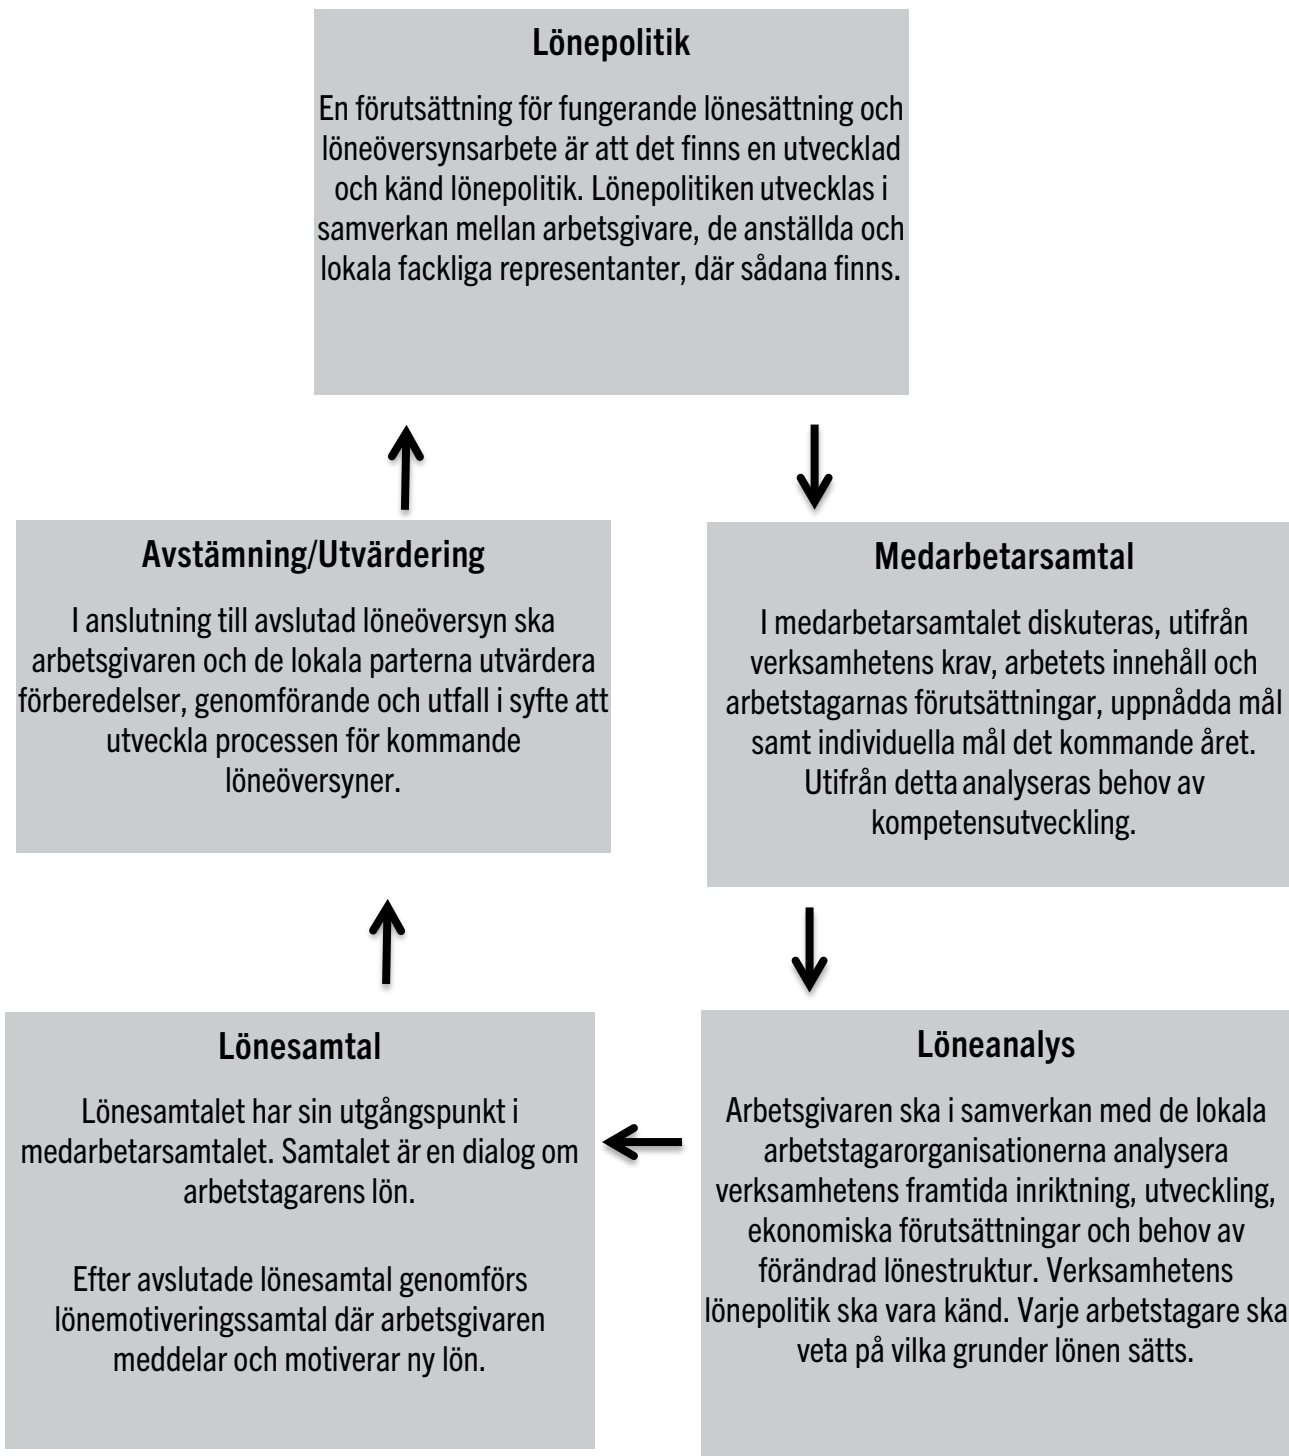 Lönepolitik
En förutsättning för fungerande lönesättning och
löneöversynsarbete är att det finns en utvecklad
och känd lönepolitik. Lönepolitiken utvecklas i
samverkan mellan arbetsgivare, de anställda och
lokala fackliga representanter, där sådana finns.
Medarbetarsamtal
I medarbetarsamtalet diskuteras, utifrån
verksamhetens krav, arbetets innehåll och
arbetstagarnas förutsättningar, uppnådda mål
samt individuella mål det kommande året.
Utifrån detta analyseras behov av
kompetensutveckling.
Löneanalys
Arbetsgivaren ska i samverkan med de lokala
arbetstagarorganisationerna analysera
verksamhetens framtida inriktning, utveckling,
ekonomiska förutsättningar och behov av
förändrad lönestruktur. Verksamhetens
lönepolitik ska vara känd. Varje arbetstagare ska
veta på vilka grunder lönen sätts.
Lönesamtal
Lönesamtalet har sin utgångspunkt i
medarbetarsamtalet. Samtalet är en dialog om
arbetstagarens lön.
Efter avslutade lönesamtal genomförs
lönemotiveringssamtal där arbetsgivaren
meddelar och motiverar ny lön.
Avstämning/Utvärdering
I anslutning till avslutad löneöversyn ska
arbetsgivaren och de lokala parterna utvärdera
förberedelser, genomförande och utfall i syfte att
utveckla processen för kommande
löneöversyner.